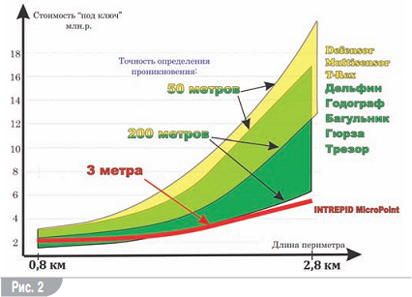 Стоимость "под ключ"
млн.р.
Точность определения
проникновения:
50 метров
200 метров
3 метра
18
16
14
12
10
8
6
4
2
Defensor
Multisensor
T-Rex
Дельфин
Годограф
Багульник
Гюрза
Трезор
INTREPID MicroPoint
Длина периметра
0,8 км
2,8 км
Рис. 2